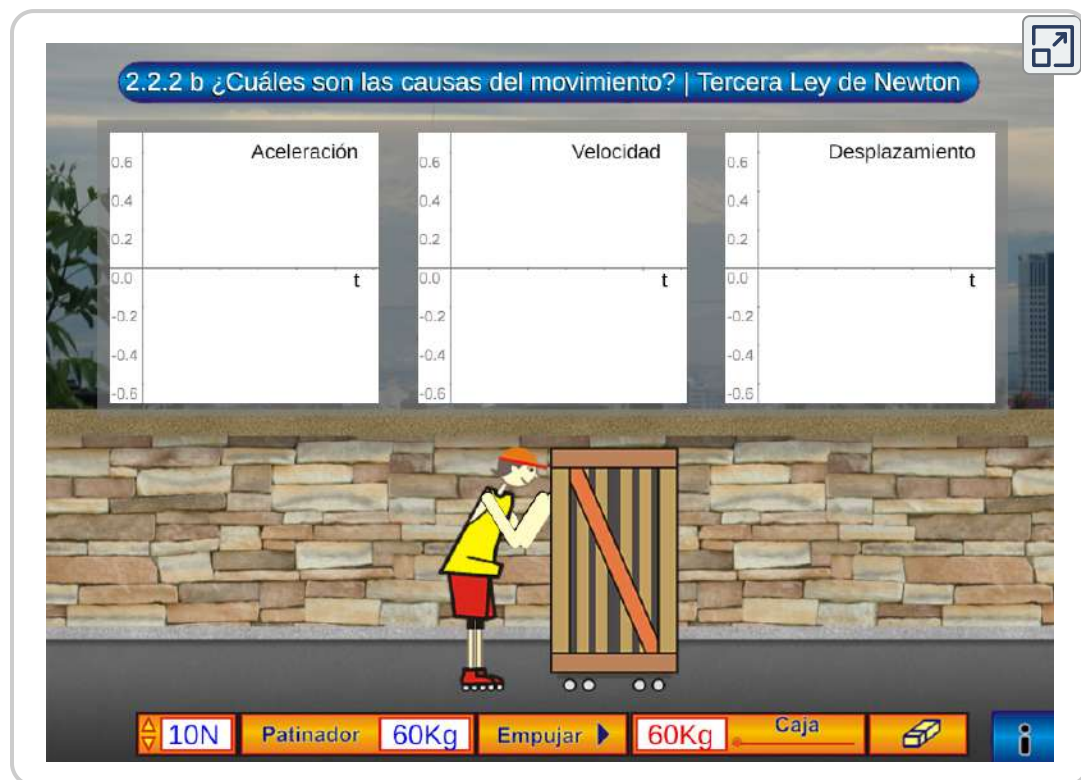 2.2.2 b ¿Cuáles son las causas del movimiento? | Tercera Ley de Newton
Aceleración
0.6
0.4
0.2
0.0
t
-0.2
-0.4
-0.6
Velocidad
0.6
0.4
0.2
0.0
t
-0.2
-0.4
-0.6
Desplazamiento
0.6
0.4
0.2
0.0
t
-0.2
-0.4
-0.6
10N Patinador 60Kg Empujar 60Kg Caja i